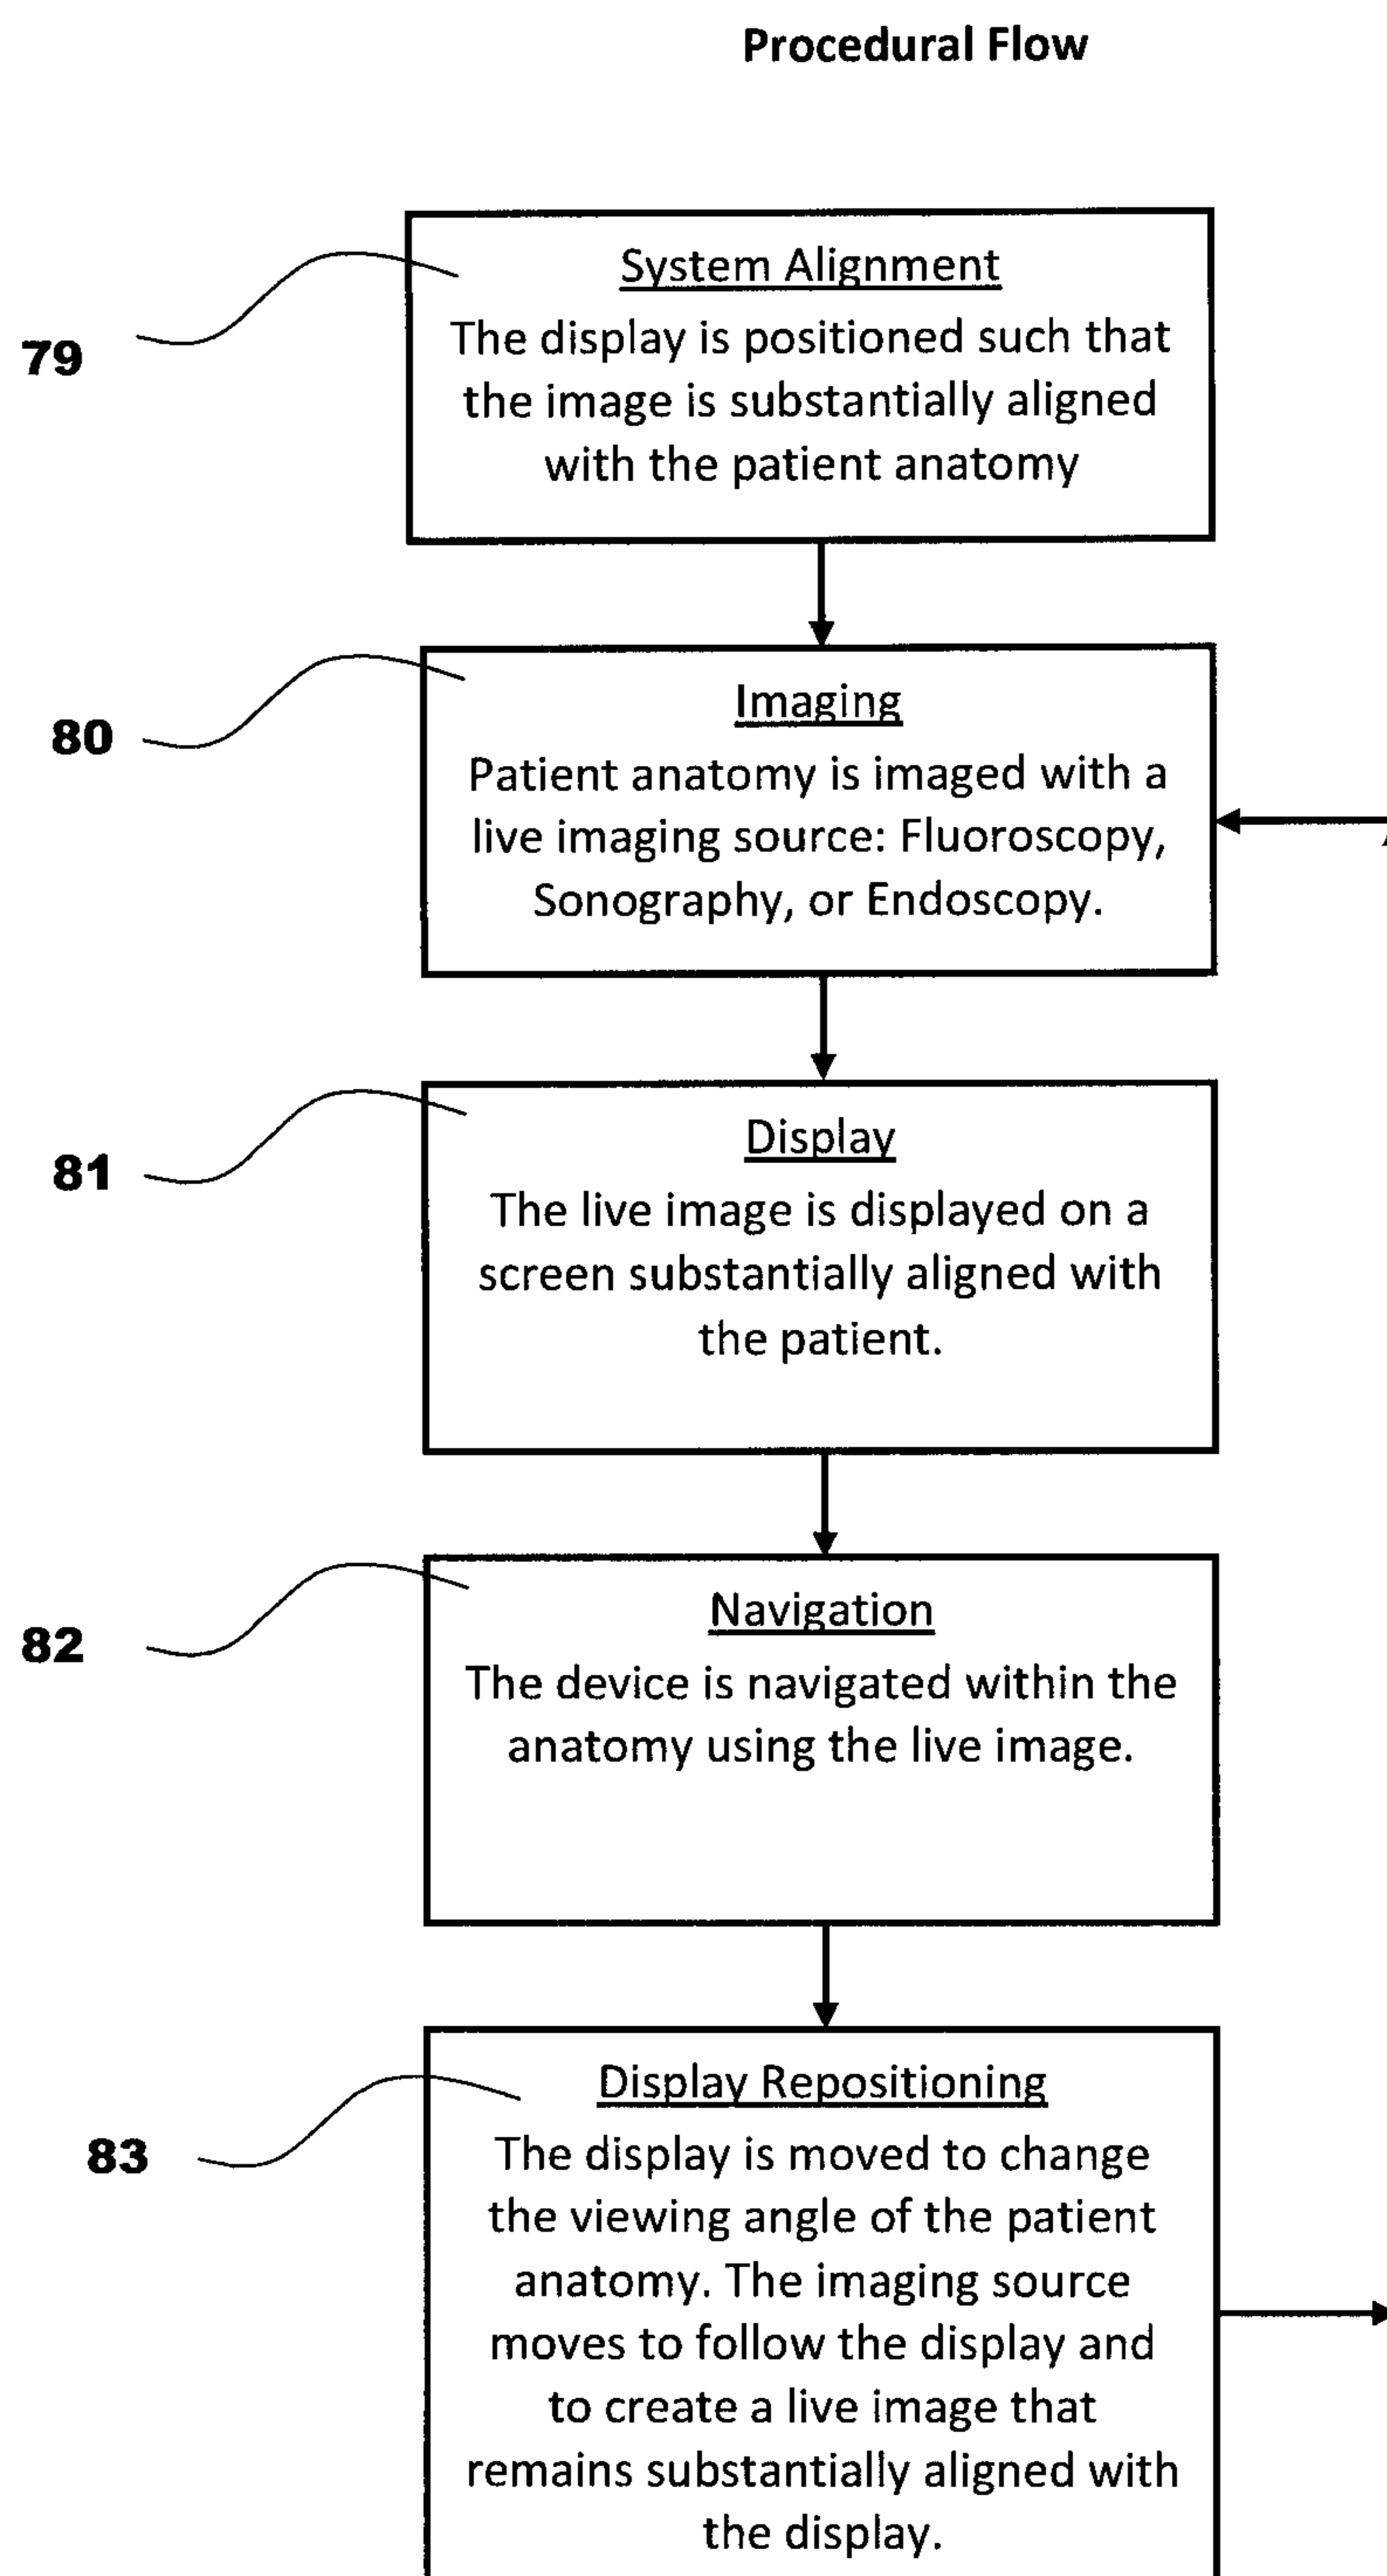 Procedural Flow
System Alignment
The display is positioned such that
the image is substantially aligned
with the patient anatomy
79
Imaging
Patient anatomy is imaged with a
live imaging source: Fluoroscopy,
Sonography, or Endoscopy.
80
Display
The live image is displayed on a
screen substantially aligned with
the patient.
81
Navigation
The device is navigated within the
anatomy using the live image.
82
Display Repositioning
The display is moved to change
the viewing angle of the patient
anatomy. The imaging source
moves to follow the display and
to create a live image that
remains substantially aligned with
the display.
83